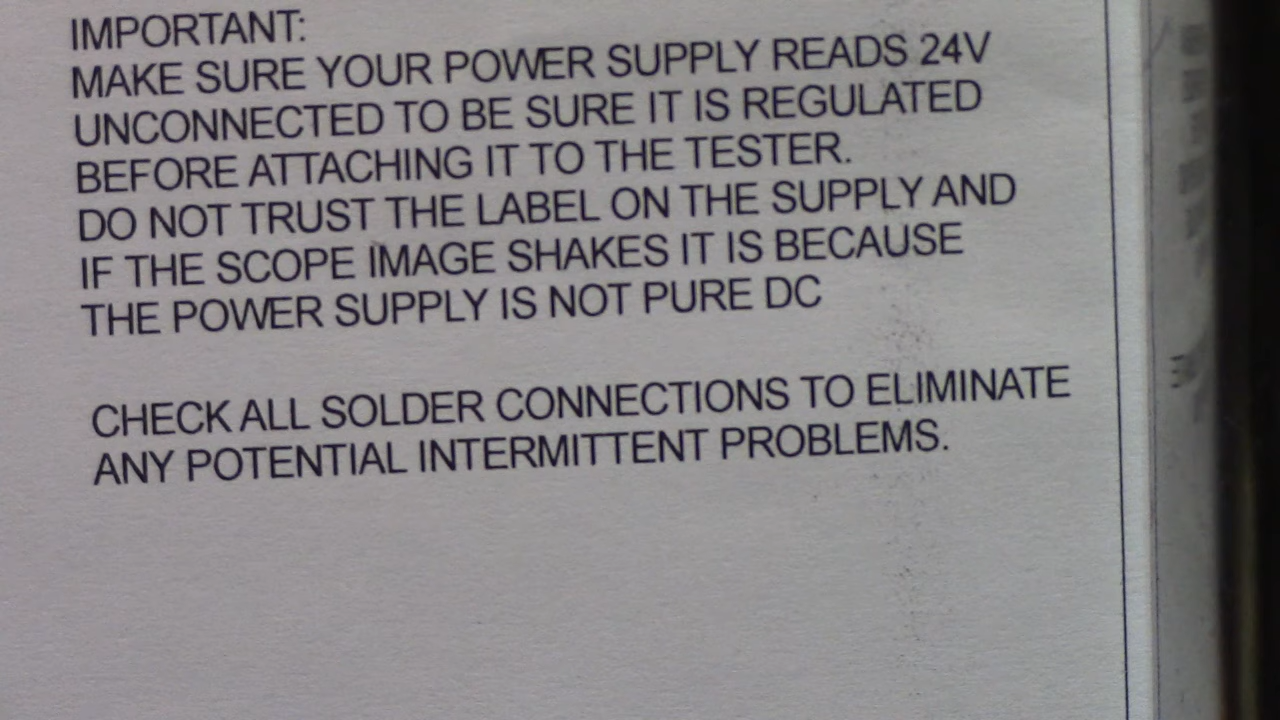 IMPORTANT:
MAKE SURE YOUR POWER SUPPLY READS 24V
UNCONNECTED TO BE SURE IT IS REGULATED
BEFORE ATTACHING IT TO THE TESTER.
DO NOT TRUST THE LABEL ON THE SUPPLY AND
IF THE SCOPE IMAGE SHAKES IT IS BECAUSE
THE POWER SUPPLY IS NOT PURE DC
CHECK ALL SOLDER CONNECTIONS TO ELIMINATE
ANY POTENTIAL INTERMITTENT PROBLEMS.